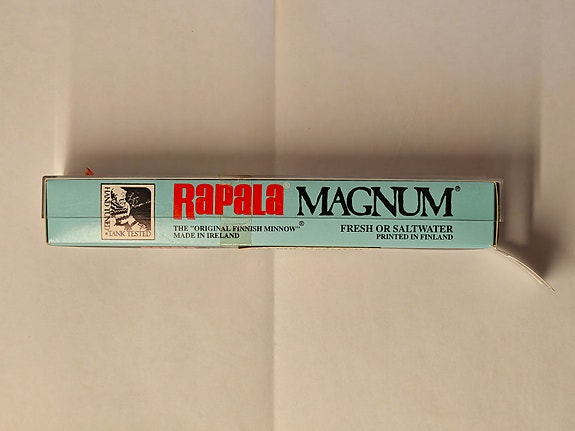 HAND TUNED
• TANK TESTED
RAPALA® MAGNUM®
THE "ORIGINAL FINNISH MINNOW"®
MADE IN IRELAND
FRESH OR SALTWATER
PRINTED IN FINLAND